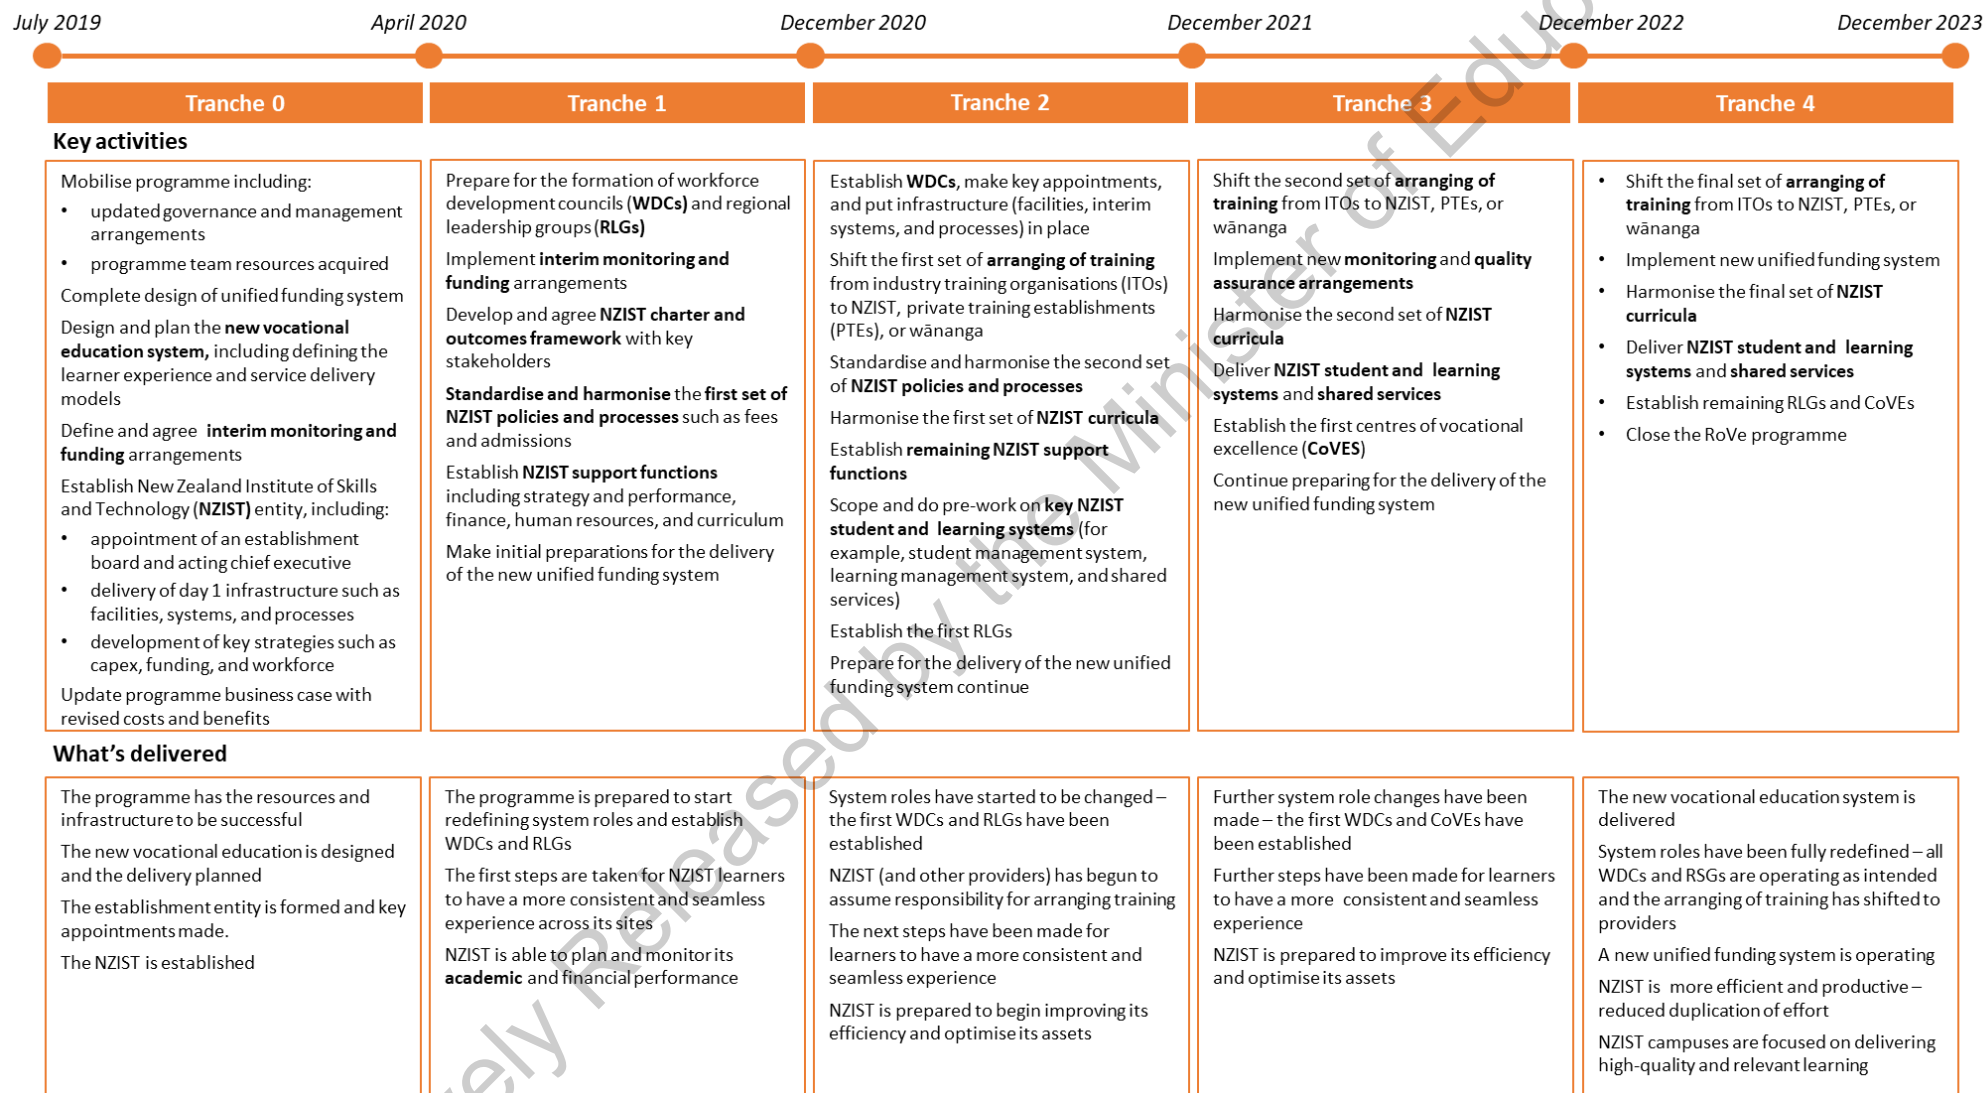 July 2019
April 2020
December 2020
December 2021
December 2022
December 2023
Tranche 0
Tranche 1
Tranche 2
Tranche 3
Tranche 4
Key activities
Mobilise programme including:
• updated governance and management
arrangements
• programme team resources acquired
Complete design of unified funding system
Design and plan the new vocational
education system, including defining the
learner experience and service delivery
models
Define and agree interim monitoring and
funding arrangements
Establish New Zealand Institute of Skills
and Technology (NZIST) entity, including:
• appointment of an establishment
board and acting chief executive
• delivery of day 1 infrastructure such as
facilities, systems, and processes
• development of key strategies such as
capex, funding, and workforce
Update programme business case with
revised costs and benefits
Prepare for the formation of workforce
development councils (WDCs) and regional
leadership groups (RLGs)
Implement interim monitoring and
funding arrangements
Develop and agree NZIST charter and
outcomes framework with key
stakeholders
Standardise and harmonise the first set of
NZIST policies and processes such as fees
and admissions
Establish NZIST support functions
including strategy and performance,
finance, human resources, and curriculum
Make initial preparations for the delivery
of the new unified funding system
Establish WDCs, make key appointments,
and put infrastructure (facilities, interim
systems, and processes) in place
Shift the first set of arranging of training
from industry training organisations (ITOs)
to NZIST, private training establishments
(PTEs), or wānanga
Standardise and harmonise the second set
of NZIST policies and processes
Harmonise the first set of NZIST curricula
Establish remaining NZIST support
functions
Scope and do pre-work on key NZIST
student and learning systems (for
example, student management system,
learning management system, and shared
services)
Establish the first RLGs
Prepare for the delivery of the new unified
funding system continue
Shift the second set of arranging of
training from ITOs to NZIST, PTEs, or
wānanga
Implement new monitoring and quality
assurance arrangements
Harmonise the second set of NZIST
curricula
Deliver NZIST student and learning
systems and shared services
Establish the first centres of vocational
excellence (CoVES)
Continue preparing for the delivery of the
new unified funding system
• Shift the final set of arranging of
training from ITOs to NZIST, PTEs, or
wānanga
• Implement new unified funding system
• Harmonise the final set of NZIST
curricula
• Deliver NZIST student and learning
systems and shared services
• Establish remaining RLGs and CoVEs
• Close the RoVe programme
What's delivered
The programme has the resources and
infrastructure to be successful
The new vocational education is designed
and the delivery planned
The establishment entity is formed and key
appointments made.
The NZIST is established
The programme is prepared to start
redefining system roles and establish
WDCs and RLGs
The first steps are taken for NZIST learners
to have a more consistent and seamless
experience across its sites
NZIST is able to plan and monitor its
academic and financial performance
System roles have started to be changed –
the first WDCs and RLGs have been
established
NZIST (and other providers) has begun to
assume responsibility for arranging training
The next steps have been made for
learners to have a more consistent and
seamless experience
NZIST is prepared to begin improving its
efficiency and optimise its assets
Further system role changes have been
made – the first WDCs and CoVEs have
been established
Further steps have been made for learners
to have a more consistent and seamless
experience
NZIST is prepared to improve its efficiency
and optimise its assets
The new vocational education system is
delivered
System roles have been fully redefined – all
WDCs and RSGs are operating as intended
and the arranging of training has shifted to
providers
A new unified funding system is operating
NZIST is more efficient and productive –
reduced duplication of effort
NZIST campuses are focused on delivering
high-quality and relevant learning
Released by the Minister of